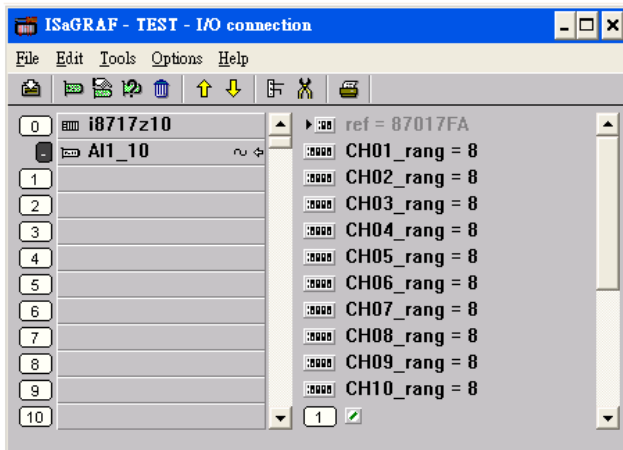 ISaGRAF - TEST - I/O connection
File Edit Tools Options Help
0 i8717z10
AI1_10
1
2
3
4
5
6
7
8
9
10
ref = 87017FA
CH01_rang = 8
CH02_rang = 8
CH03_rang = 8
CH04_rang = 8
CH05_rang = 8
CH06_rang = 8
CH07_rang = 8
CH08_rang = 8
CH09_rang = 8
CH10_rang = 8
1